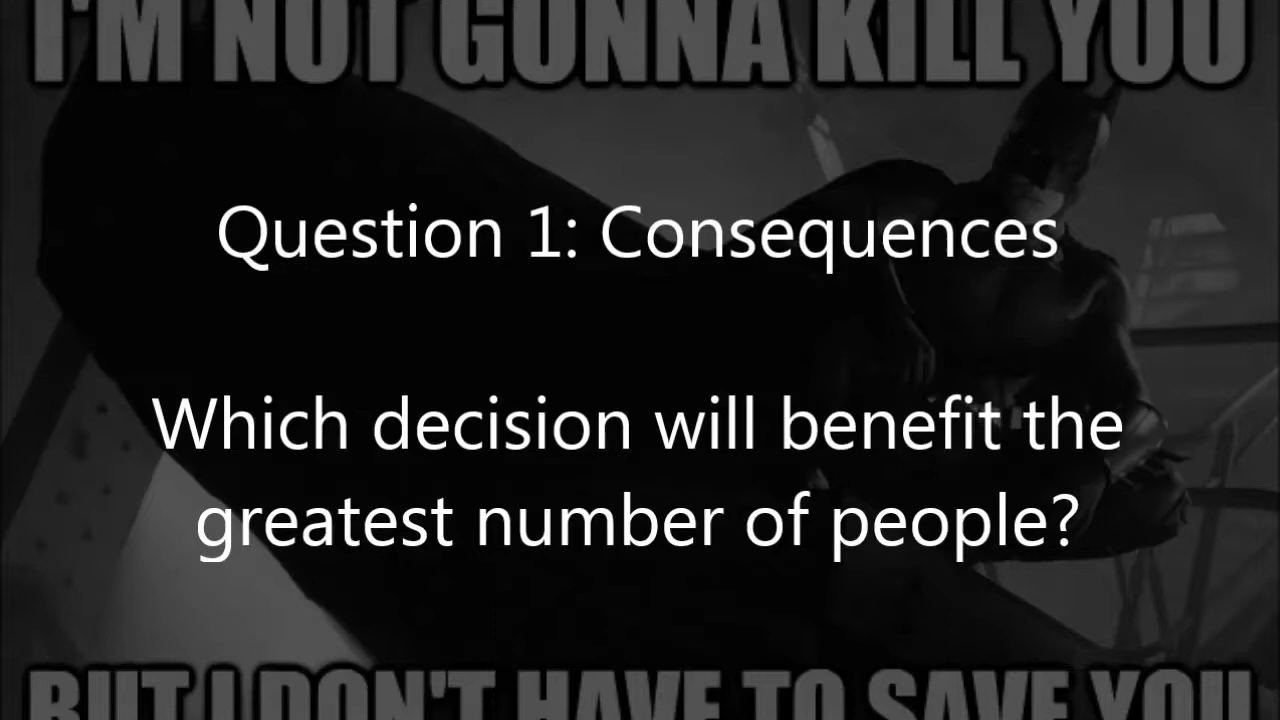 I'M NOT GONNA KILL YOU
Question 1: Consequences
Which decision will benefit the
greatest number of people?
BUT I DON'T HAVE TO SAVE YOU